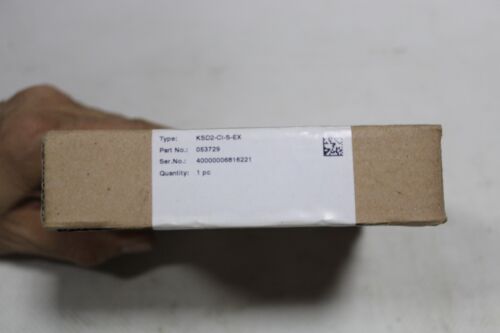 Type: KSD2-CI-S-EX
Part No.: 053729
Ser.No.: 40000006816221
Quantity: 1 pc